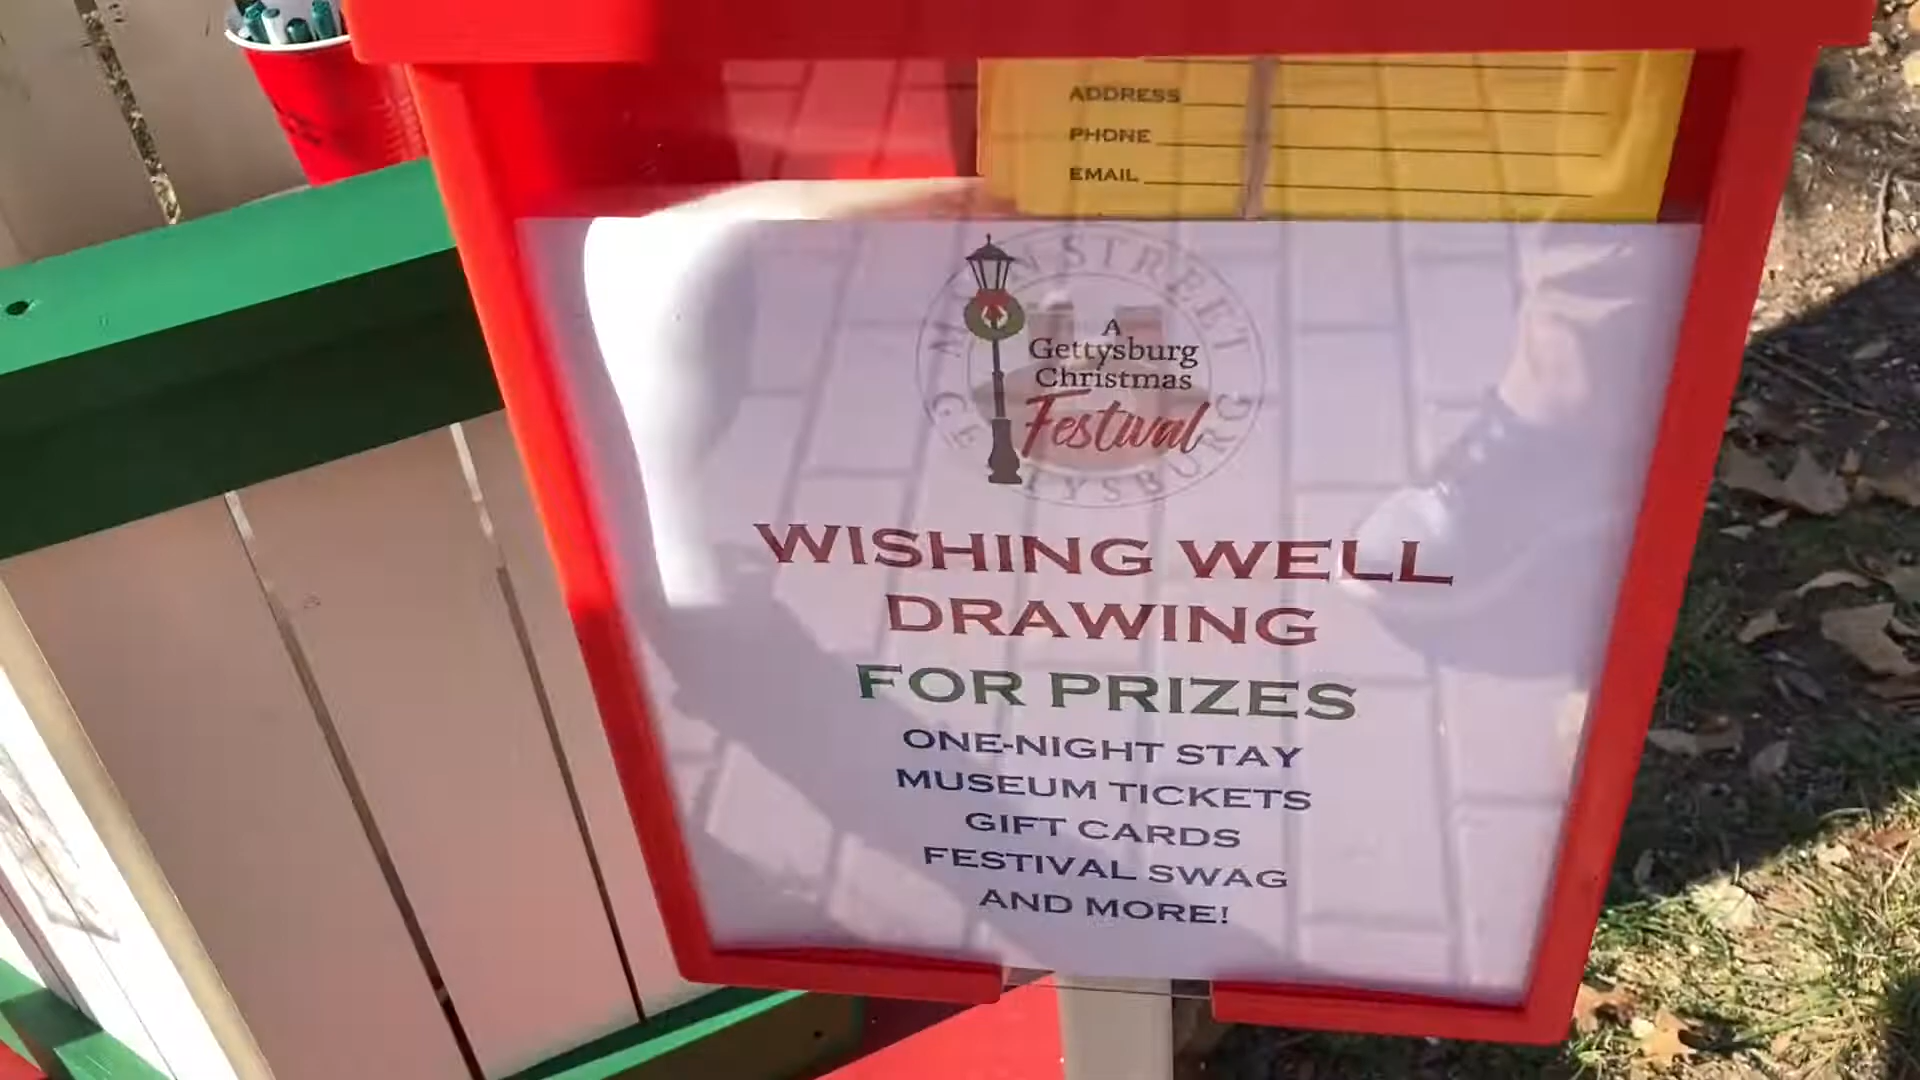 ADDRESS
PHONE
EMAIL
MAIN STREET
GETTYSBURG
A
Gettysburg
Christmas
Festival
WISHING WELL
DRAWING
FOR PRIZES
ONE-NIGHT STAY
MUSEUM TICKETS
GIFT CARDS
FESTIVAL SWAG
AND MORE!